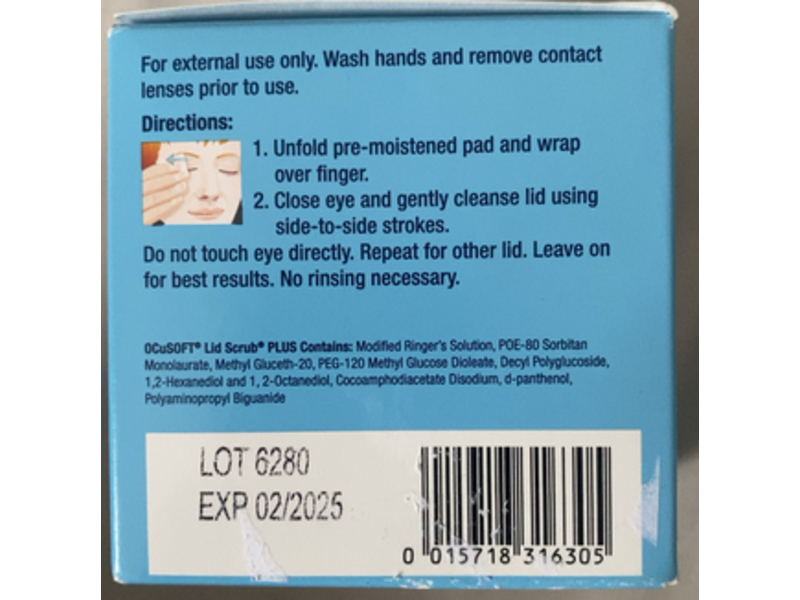 For external use only. Wash hands and remove contact
lenses prior to use.
Directions:
1. Unfold pre-moistened pad and wrap
over finger.
2. Close eye and gently cleanse lid using
side-to-side strokes.
Do not touch eye directly. Repeat for other lid. Leave on
for best results. No rinsing necessary.
OCuSOFT® Lid Scrub® PLUS Contains: Modified Ringer's Solution, POE-80 Sorbitan
Monolaurate, Methyl Gluceth-20, PEG-120 Methyl Glucose Dioleate, Decyl Polyglucoside,
1,2-Hexanediol and 1, 2-Octanediol, Cocoamphodiacetate Disodium, d-panthenol,
Polyaminopropyl Biguanide
LOT 6280
EXP 02/2025
0 015718 316305